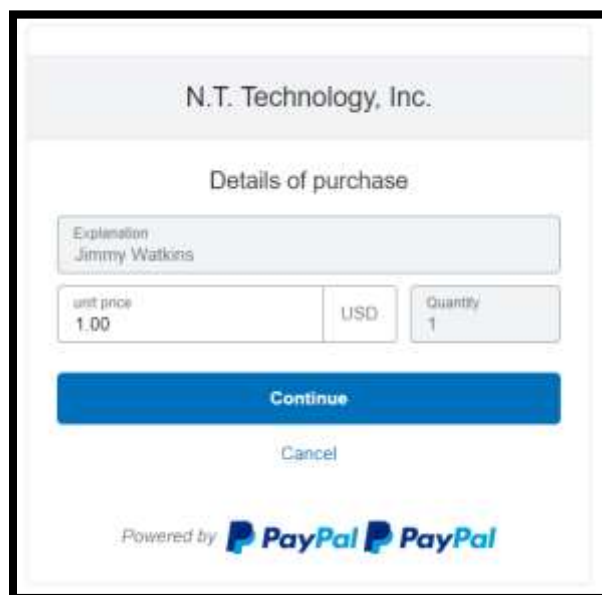 N.T. Technology, Inc.
Details of purchase
Explanation
Jimmy Watkins
unit price
1.00
USD
Quantity
1
Continue
Cancel
Powered by PayPal PayPal